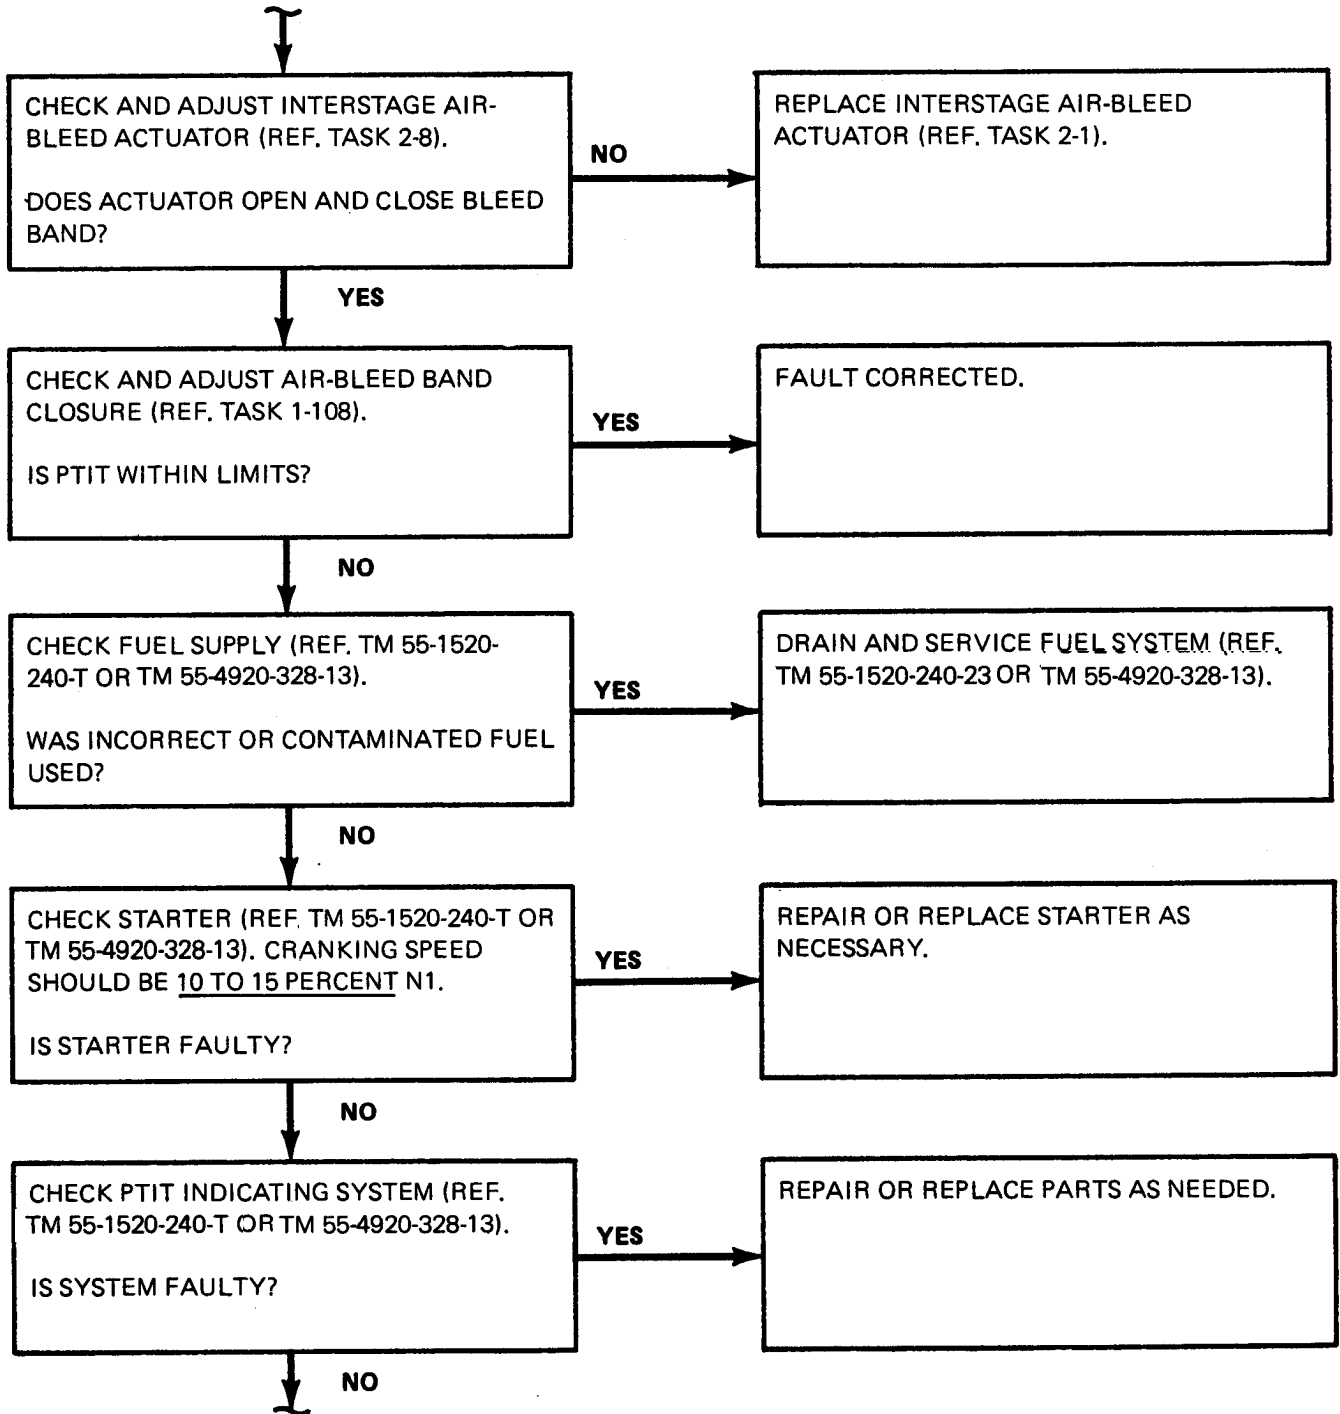 CHECK AND ADJUST INTERSTAGE AIR-
BLEED ACTUATOR (REF. TASK 2-8).
DOES ACTUATOR OPEN AND CLOSE BLEED
BAND?
NO
REPLACE INTERSTAGE AIR-BLEED
ACTUATOR (REF. TASK 2-1).
YES
CHECK AND ADJUST AIR-BLEED BAND
CLOSURE (REF. TASK 1-108).
IS PTIT WITHIN LIMITS?
YES
FAULT CORRECTED.
NO
CHECK FUEL SUPPLY (REF. TM 55-1520-
240-T OR TM 55-4920-328-13).
WAS INCORRECT OR CONTAMINATED FUEL
USED?
YES
DRAIN AND SERVICE FUEL SYSTEM (REF.
TM 55-1520-240-23 OR TM 55-4920-328-13).
NO
CHECK STARTER (REF. TM 55-1520-240-T OR
TM 55-4920-328-13). CRANKING SPEED
SHOULD BE 10 TO 15 PERCENT N1.
IS STARTER FAULTY?
YES
REPAIR OR REPLACE STARTER AS
NECESSARY.
NO
CHECK PTIT INDICATING SYSTEM (REF.
TM 55-1520-240-T OR TM 55-4920-328-13).
IS SYSTEM FAULTY?
YES
REPAIR OR REPLACE PARTS AS NEEDED.
NO